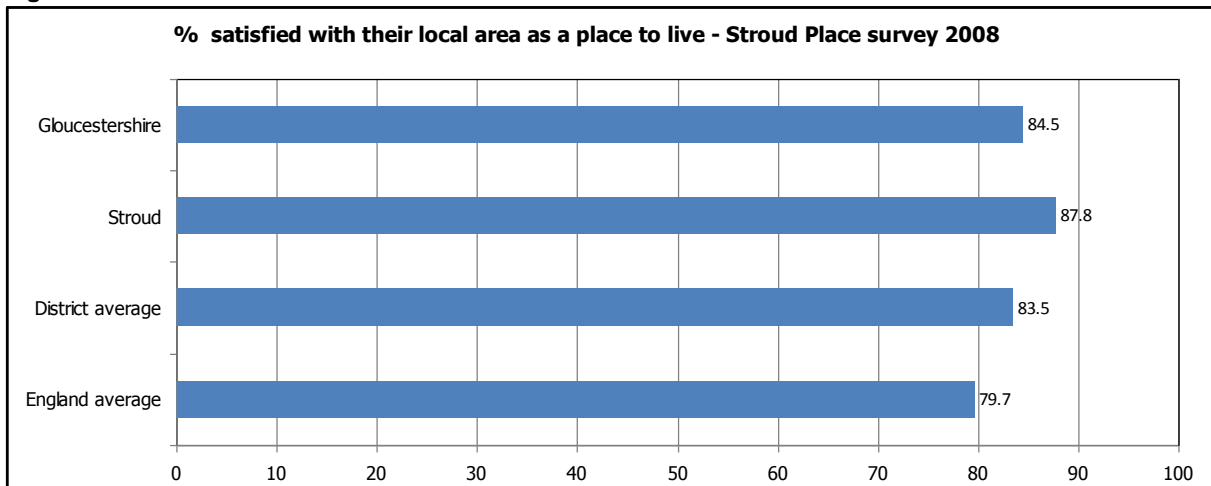 % satisfied with their local area as a place to live - Stroud Place survey 2008
Gloucestershire 84.5
Stroud 87.8
District average 83.5
England average 79.7
0 10 20 30 40 50 60 70 80 90 100